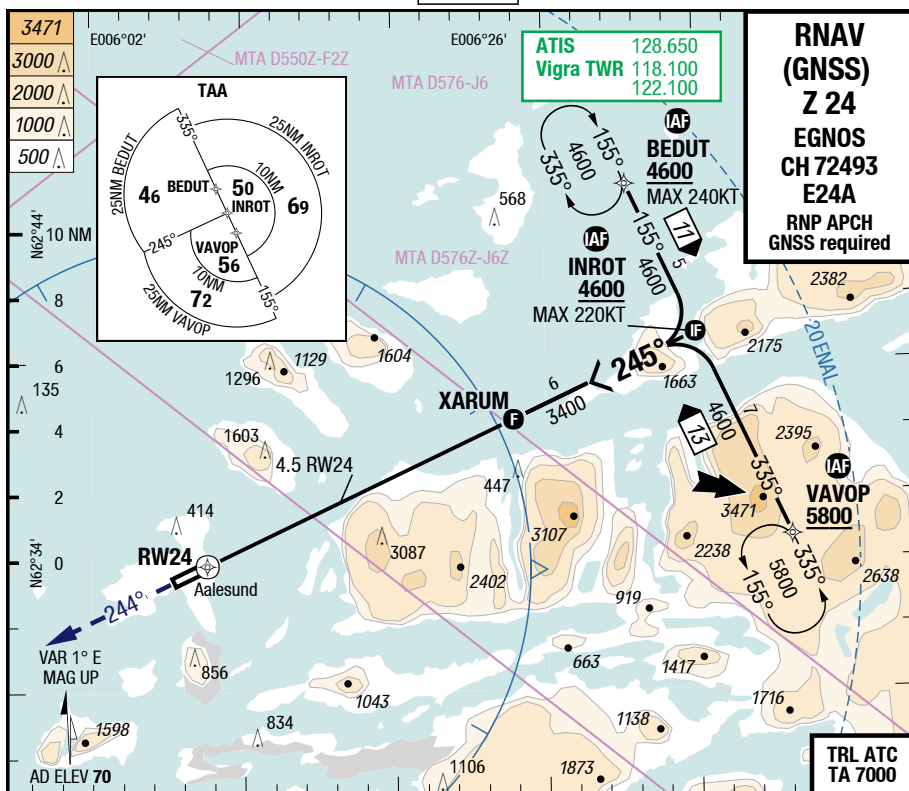 3471
3000
2000
1000
500
E006°02'
E006°26'
MTA D550Z-F2Z
MTA D576-J6
ATIS 128.650
Vigra TWR 118.100
122.100
RNAV
(GNSS)
Z 24
EGNOS
CH 72493
E24A
RNP APCH
GNSS required
TAA
335°
25NM BEDUT
25NM INROT
10NM
BEDUT
46
50
INROT
69
245°
VAVOP
56
10NM
72
155°
25NM VAVOP
N62°44'
10 NM
8
6
4
2
0
N62°34'
IAF
BEDUT
4600
MAX 240KT
155°
4600
335°
155°
4600
11
5
568
IAF
INROT
4600
MAX 220KT
IF
MTA D576Z-J6Z
2382
2175
20 ENAL
1604
1129
1296
135
1663
245°
6
3400
XARUM
F
4600
7
13
335°
2395
IAF
VAVOP
5800
1603
4.5 RW24
447
414
3471
3107
3087
2402
2238
335°
5800
155°
2638
RW24
Aalesund
244°
919
VAR 1° E
MAG UP
856
663
1417
1043
1716
1598
834
1138
AD ELEV 70
1106
1873
TRL ATC
TA 7000